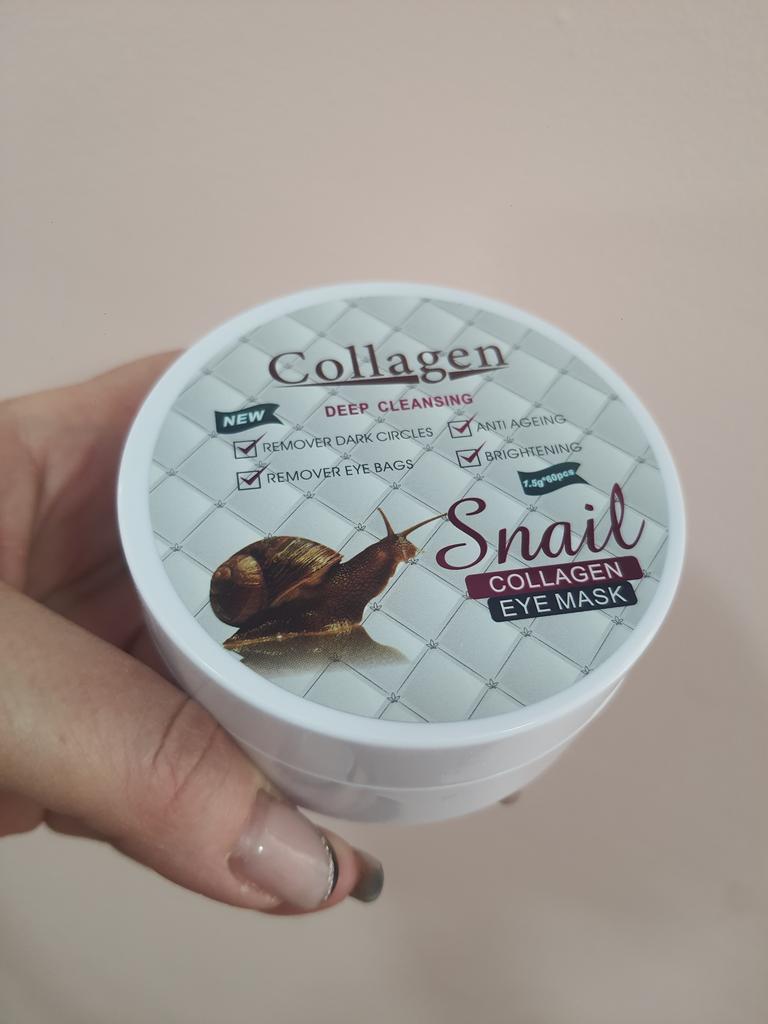 Collagen
DEEP CLEANSING
NEW
REMOVER DARK CIRCLES
ANTI AGEING
REMOVER EYE BAGS
BRIGHTENING
1.5g*60pcs
Snail
COLLAGEN
EYE MASK